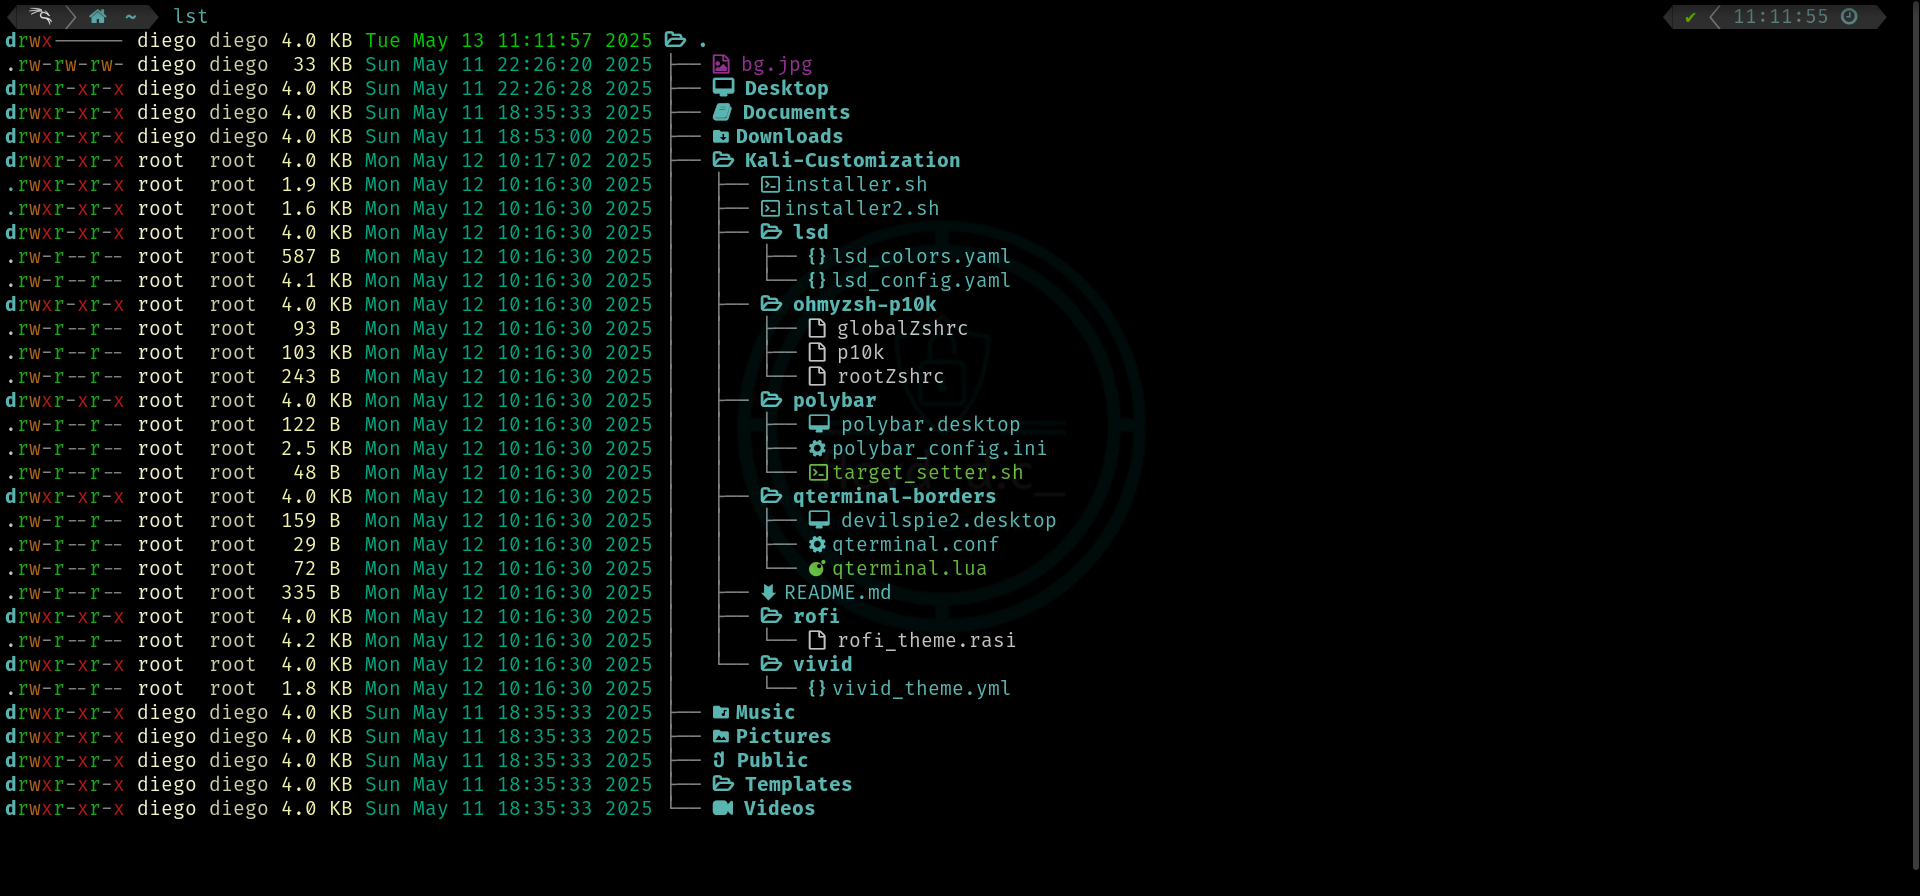 ~ lst ✔ 11:11:55
drwx------ diego diego 4.0 KB Tue May 13 11:11:57 2025 .
.rw-rw-rw- diego diego 33 KB Sun May 11 22:26:20 2025 ├── bg.jpg
drwxr-xr-x diego diego 4.0 KB Sun May 11 22:26:28 2025 ├── Desktop
drwxr-xr-x diego diego 4.0 KB Sun May 11 18:35:33 2025 ├── Documents
drwxr-xr-x diego diego 4.0 KB Sun May 11 18:53:00 2025 ├── Downloads
drwxr-xr-x root root 4.0 KB Mon May 12 10:17:02 2025 ├── Kali-Customization
.rwxr-xr-x root root 1.9 KB Mon May 12 10:16:30 2025 │ ├── installer.sh
.rwxr-xr-x root root 1.6 KB Mon May 12 10:16:30 2025 │ ├── installer2.sh
drwxr-xr-x root root 4.0 KB Mon May 12 10:16:30 2025 │ ├── lsd
.rw-r--r-- root root 587 B Mon May 12 10:16:30 2025 │ │ ├── {} lsd_colors.yaml
.rw-r--r-- root root 4.1 KB Mon May 12 10:16:30 2025 │ │ └── {} lsd_config.yaml
drwxr-xr-x root root 4.0 KB Mon May 12 10:16:30 2025 │ ├── ohmyzsh-p10k
.rw-r--r-- root root 93 B Mon May 12 10:16:30 2025 │ │ ├── globalZshrc
.rw-r--r-- root root 103 KB Mon May 12 10:16:30 2025 │ │ ├── p10k
.rw-r--r-- root root 243 B Mon May 12 10:16:30 2025 │ │ └── rootZshrc
drwxr-xr-x root root 4.0 KB Mon May 12 10:16:30 2025 │ ├── polybar
.rw-r--r-- root root 122 B Mon May 12 10:16:30 2025 │ │ ├── polybar.desktop
.rw-r--r-- root root 2.5 KB Mon May 12 10:16:30 2025 │ │ ├── polybar_config.ini
.rw-r--r-- root root 48 B Mon May 12 10:16:30 2025 │ │ └── target_setter.sh
drwxr-xr-x root root 4.0 KB Mon May 12 10:16:30 2025 │ ├── qterminal-borders
.rw-r--r-- root root 159 B Mon May 12 10:16:30 2025 │ │ ├── devilspie2.desktop
.rw-r--r-- root root 29 B Mon May 12 10:16:30 2025 │ │ ├── qterminal.conf
.rw-r--r-- root root 72 B Mon May 12 10:16:30 2025 │ │ └── qterminal.lua
.rw-r--r-- root root 335 B Mon May 12 10:16:30 2025 │ ├── README.md
drwxr-xr-x root root 4.0 KB Mon May 12 10:16:30 2025 │ ├── rofi
.rw-r--r-- root root 4.2 KB Mon May 12 10:16:30 2025 │ │ └── rofi_theme.rasi
drwxr-xr-x root root 4.0 KB Mon May 12 10:16:30 2025 │ └── vivid
.rw-r--r-- root root 1.8 KB Mon May 12 10:16:30 2025 │ └── {} vivid_theme.yml
drwxr-xr-x diego diego 4.0 KB Sun May 11 18:35:33 2025 ├── Music
drwxr-xr-x diego diego 4.0 KB Sun May 11 18:35:33 2025 ├── Pictures
drwxr-xr-x diego diego 4.0 KB Sun May 11 18:35:33 2025 ├── Public
drwxr-xr-x diego diego 4.0 KB Sun May 11 18:35:33 2025 ├── Templates
drwxr-xr-x diego diego 4.0 KB Sun May 11 18:35:33 2025 └── Videos